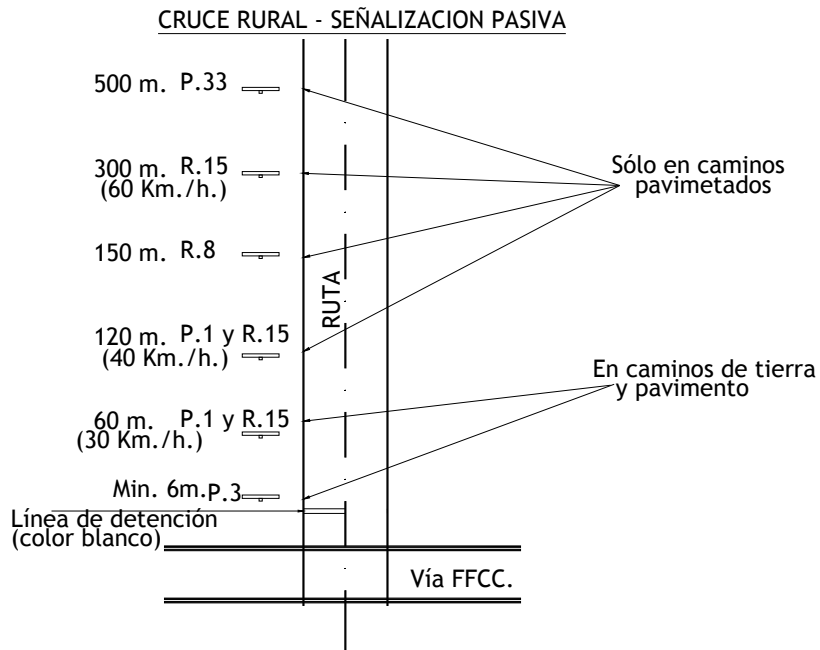 CRUCE RURAL - SEÑALIZACION PASIVA
500 m. P.33
300 m. R.15
(60 Km./h.)
Sólo en caminos
pavimetados
150 m. R.8
RUTA
120 m. P.1 y R.15
(40 Km./h.)
En caminos de tierra
y pavimento
60 m. P.1 y R.15
(30 Km./h.)
Min. 6m.P.3
Línea de detención
(color blanco)
Vía FFCC.